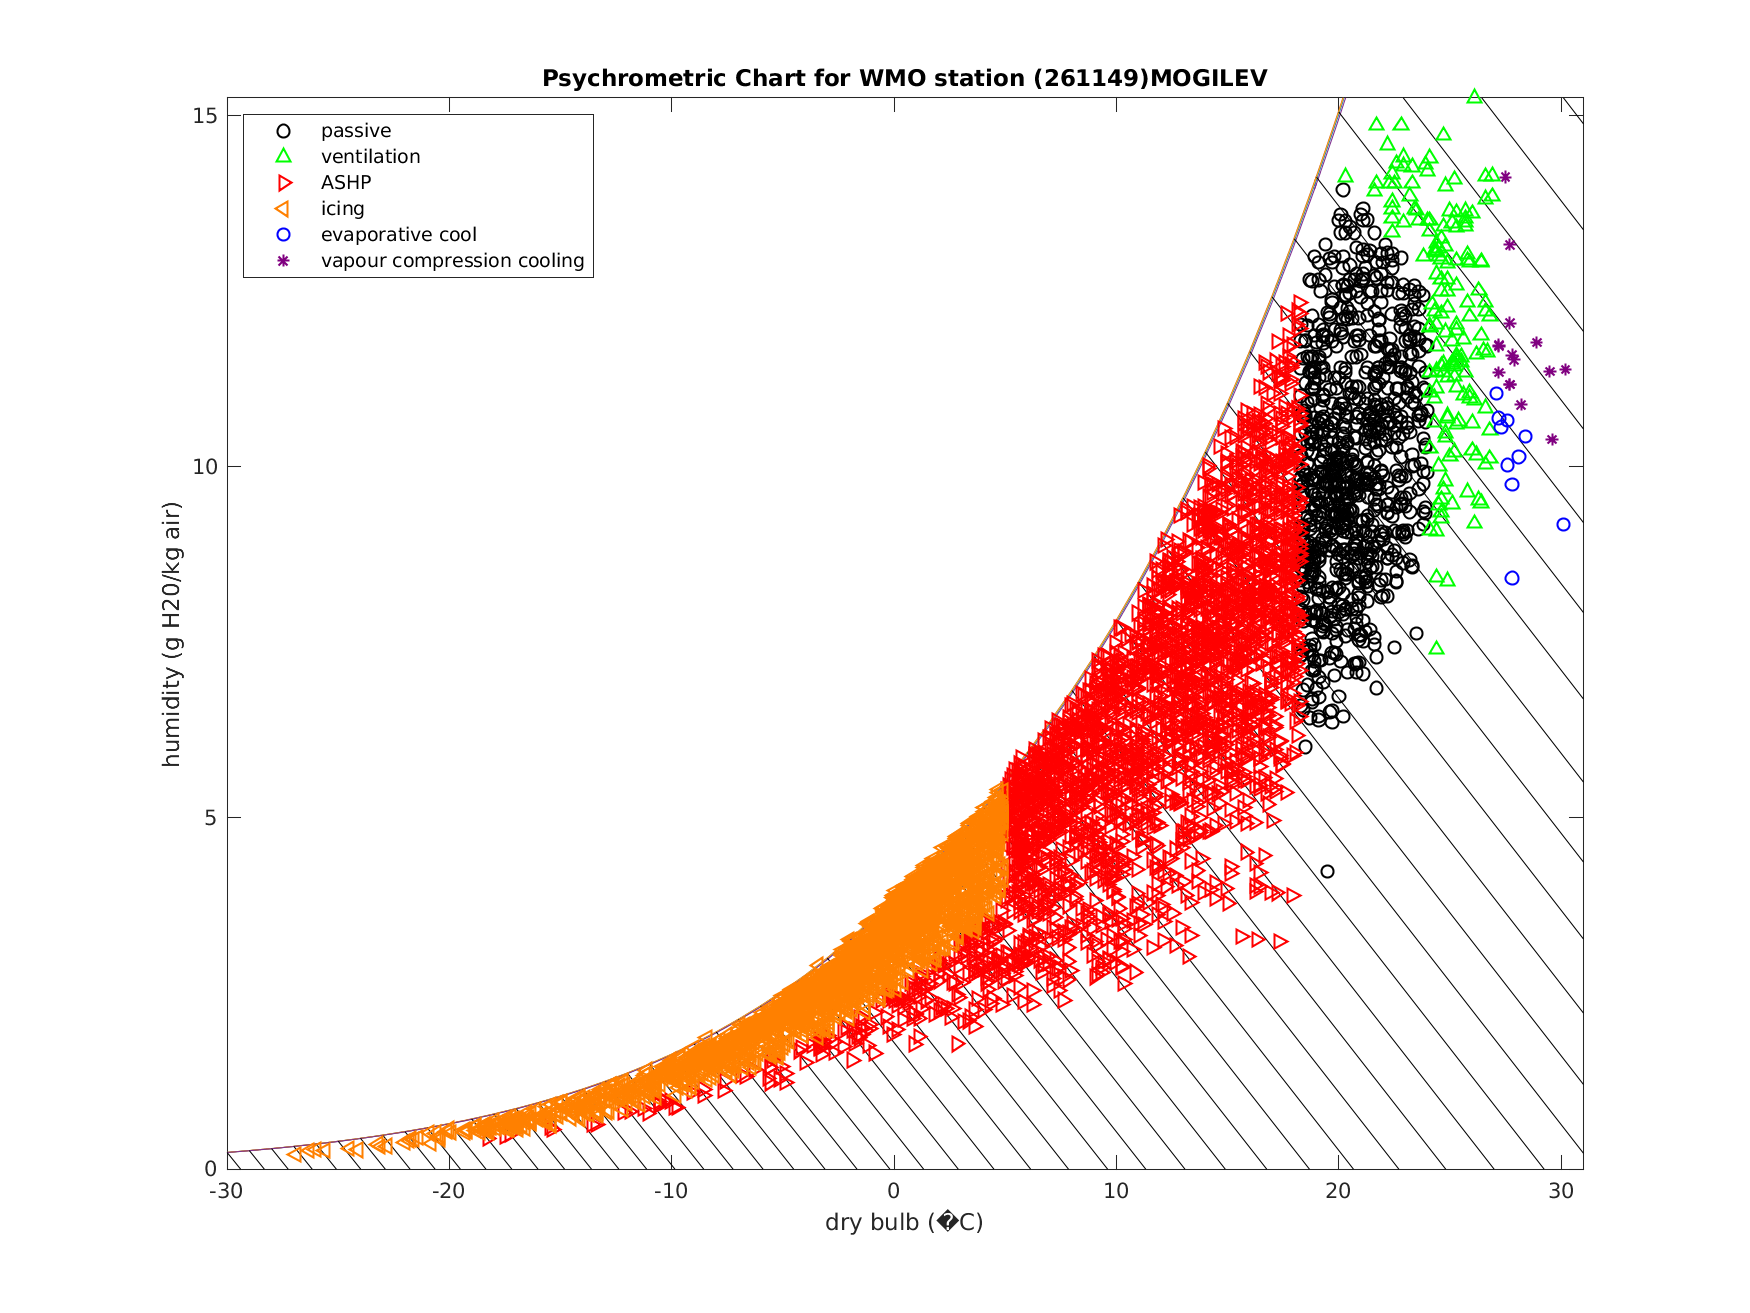 Psychrometric Chart for WMO station (261149)MOGILEV
passive
ventilation
ASHP
icing
evaporative cool
vapour compression cooling
15
10
5
0
humidity (g H20/kg air)
-30 -20 -10 0 10 20 30
dry bulb (�C)